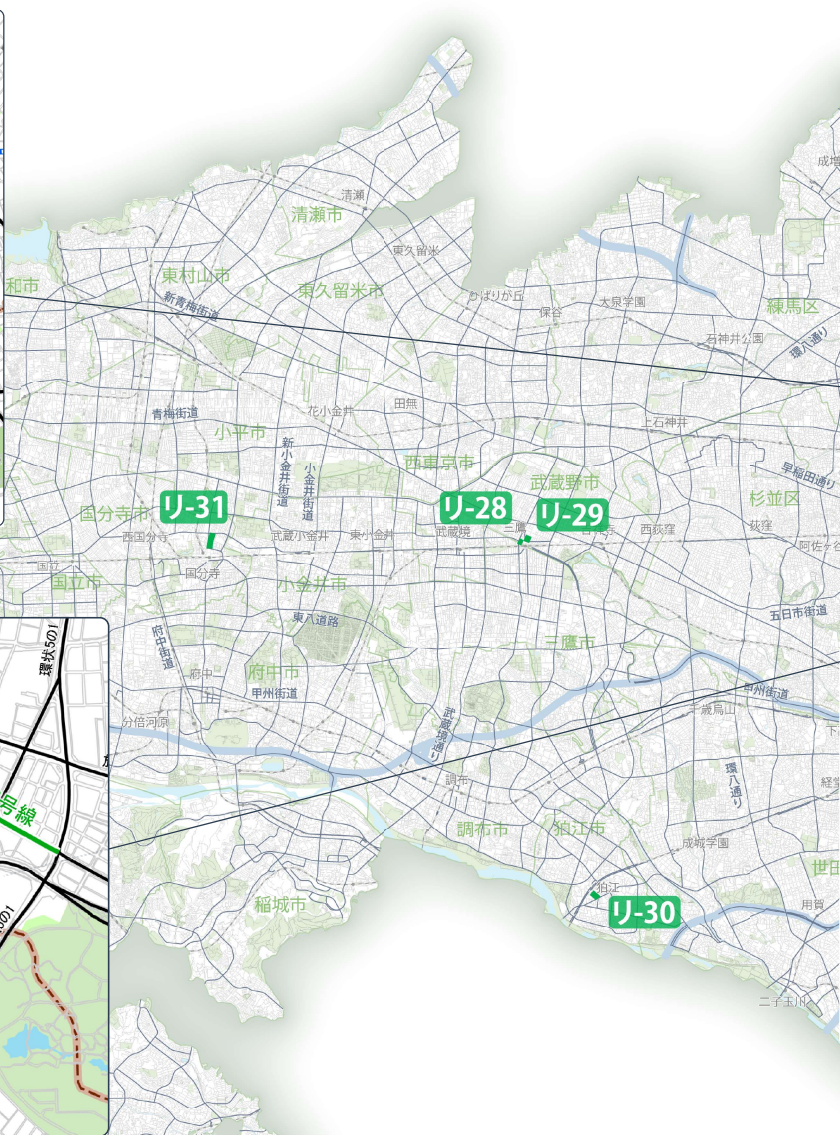 成増
清瀬
清瀬市
東久留米
和市
東村山市
東久留米市
新青梅街道
ひばりが丘
保谷
大泉学園
練馬区
石神井公園
環八通り
青梅街道
花小金井
田無
上石神井
小平市
新小金井街道
小金井街道
西東京市
武蔵野市
早稲田通り
杉並区
国分寺市
リ-31
リ-28
リ-29
西国分寺
武蔵小金井
東小金井
武蔵境
三鷹
西荻窪
荻窪
阿佐ヶ谷
国立
国立市
国分寺
小金井市
東八道路
五日市街道
環状5の1
府中街道
三鷹市
府中
府中市
甲州街道
甲州街道
千歳烏山
分倍河原
武蔵境通り
調布
環八通り
号線
調布市
狛江市
成城学園
狛江
稲城市
リ-30
用賀
二子玉川